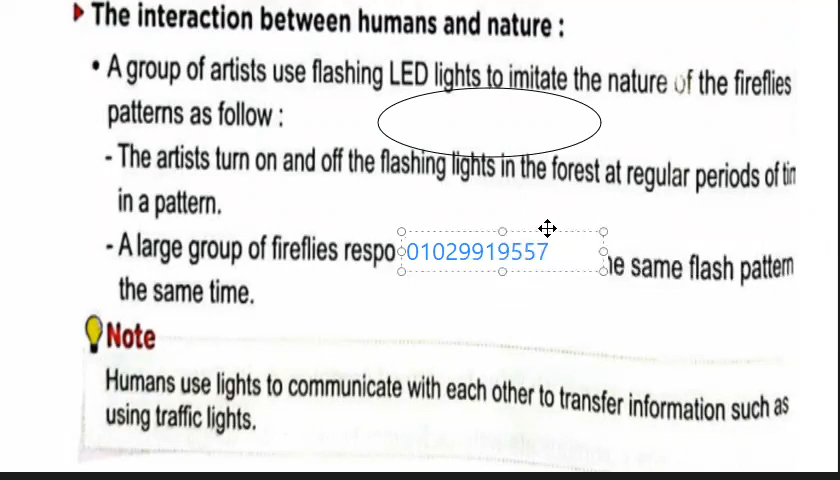 The interaction between humans and nature :
• A group of artists use flashing LED lights to imitate the nature of the fireflies
patterns as follow :
- The artists turn on and off the flashing lights in the forest at regular periods of
in a pattern.
- A large group of fireflies respo 01029919557 same flash pattern
the same time.
Note
Humans use lights to communicate with each other to transfer information such as
using traffic lights.